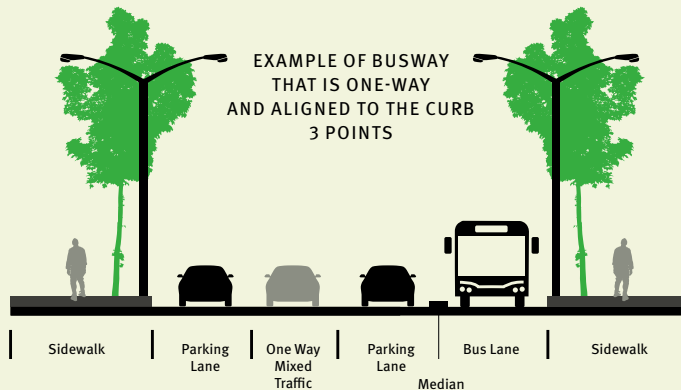 EXAMPLE OF BUSWAY
THAT IS ONE-WAY
AND ALIGNED TO THE CURB
3 POINTS
Sidewalk
Parking
Lane
One Way
Mixed
Traffic
Parking
Lane
Median
Bus Lane
Sidewalk